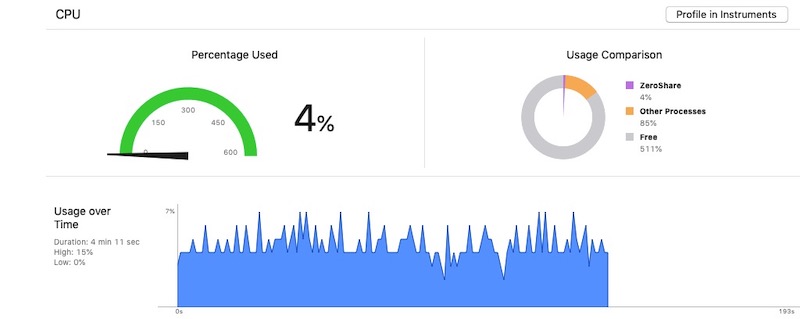 CPU
Profile in Instruments
Percentage Used
Usage Comparison
0
150
300
450
600
4%
ZeroShare
4%
Other Processes
85%
Free
511%
Usage over
Time
Duration: 4 min 11 sec
High: 15%
Low: 0%
7%
0s
193s